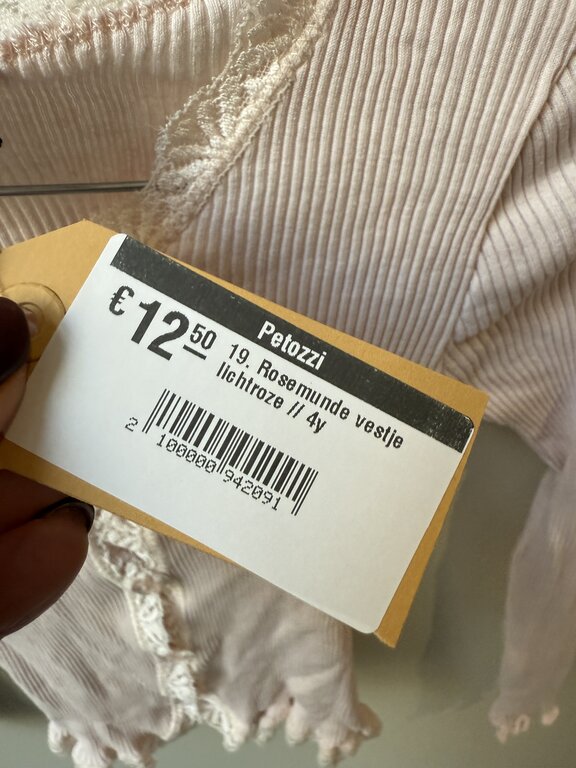 Petozzi
€ 12 50
19. Rosemunde vestje
lichtroze // 4y
2 100000 942091